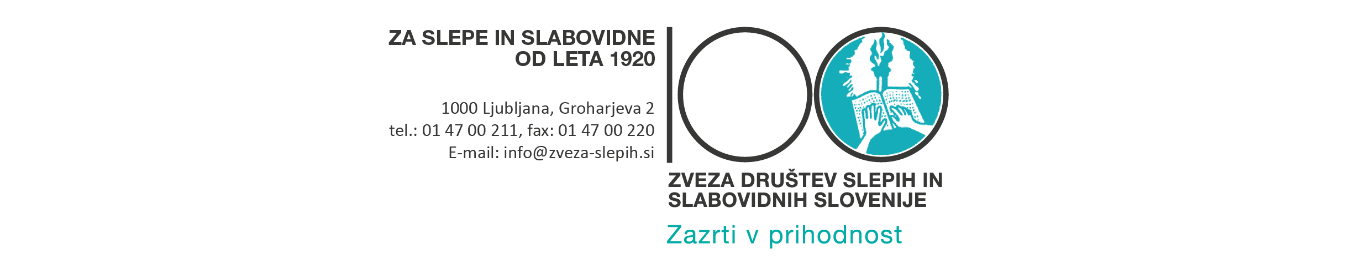 ZA SLEPE IN SLABOVIDNE
OD LETA 1920
1000 Ljubljana, Groharjeva 2
tel.: 01 47 00 211, fax: 01 47 00 220
E-mail: info@zveza-slepih.si
ZVEZA DRUŠTEV SLEPIH IN
SLABOVIDNIH SLOVENIJE
Zazrti v prihodnost